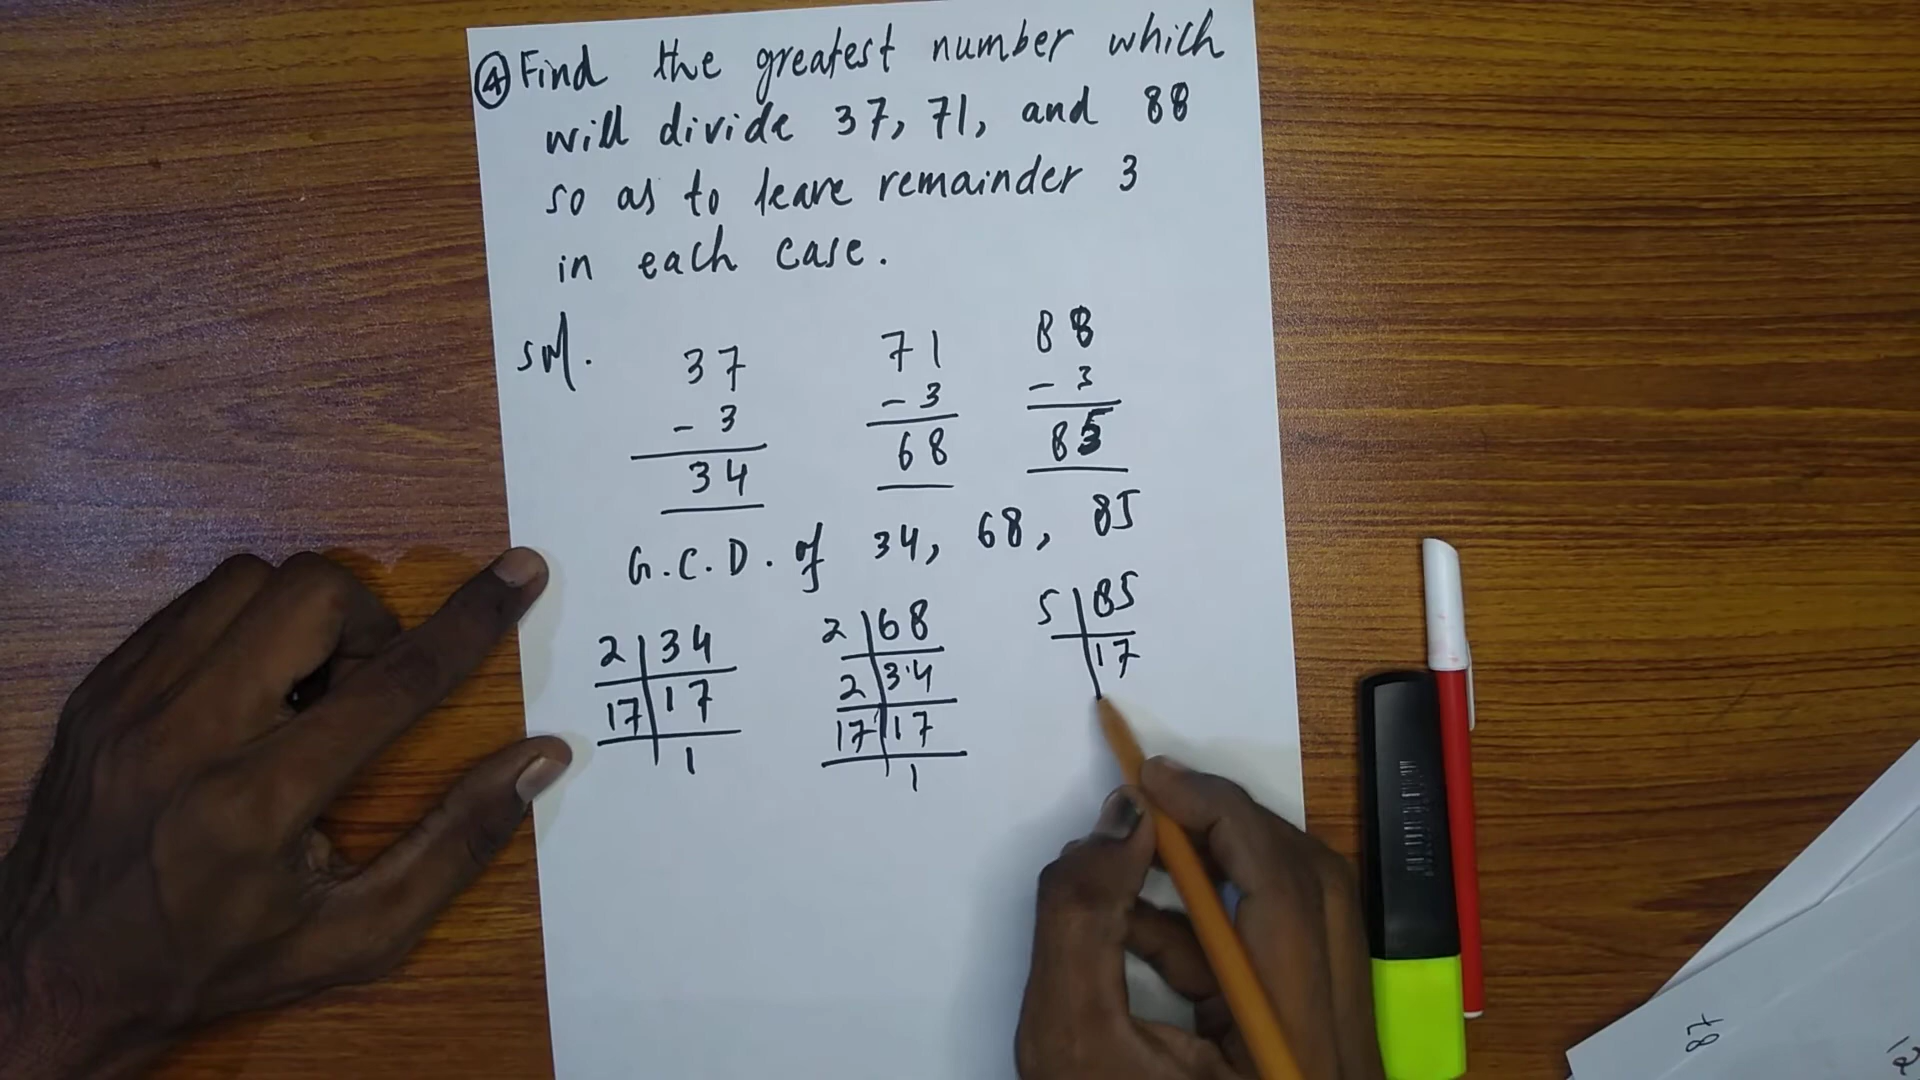 ④ Find the greatest number which
will divide 37, 71, and 88
so as to leave remainder 3
in each case.
Sol.
37
- 3
34
71
- 3
68
88
- 3
85
G.C.D. of 34, 68, 85
2 | 34
17 | 17
1
2 | 68
2 | 34
17 | 17
1
5 | 85
17